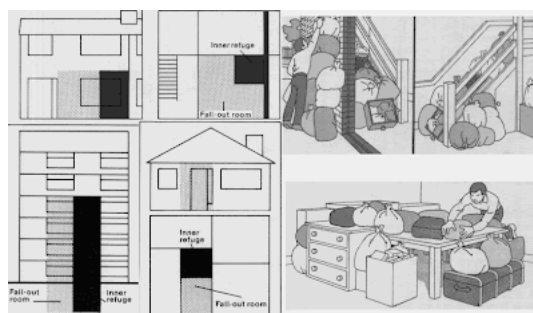 Inner refuge
Fall-out
room
Inner
refuge
Fall-out
room
Inner
refuge
Fall-out
room